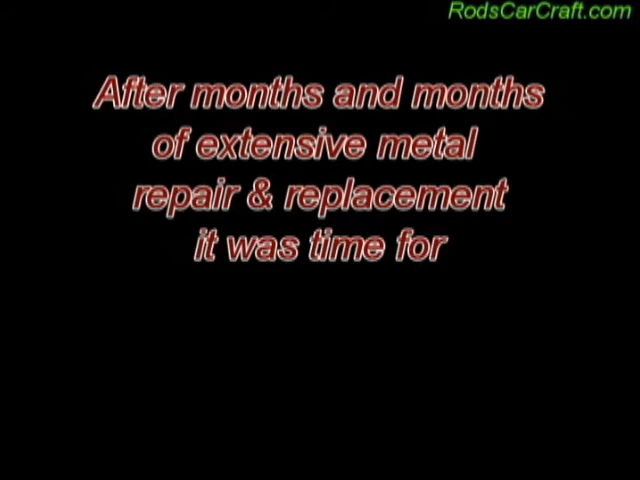 RodsCarCraft.com
After months and months
of extensive metal
repair & replacement
it was time for